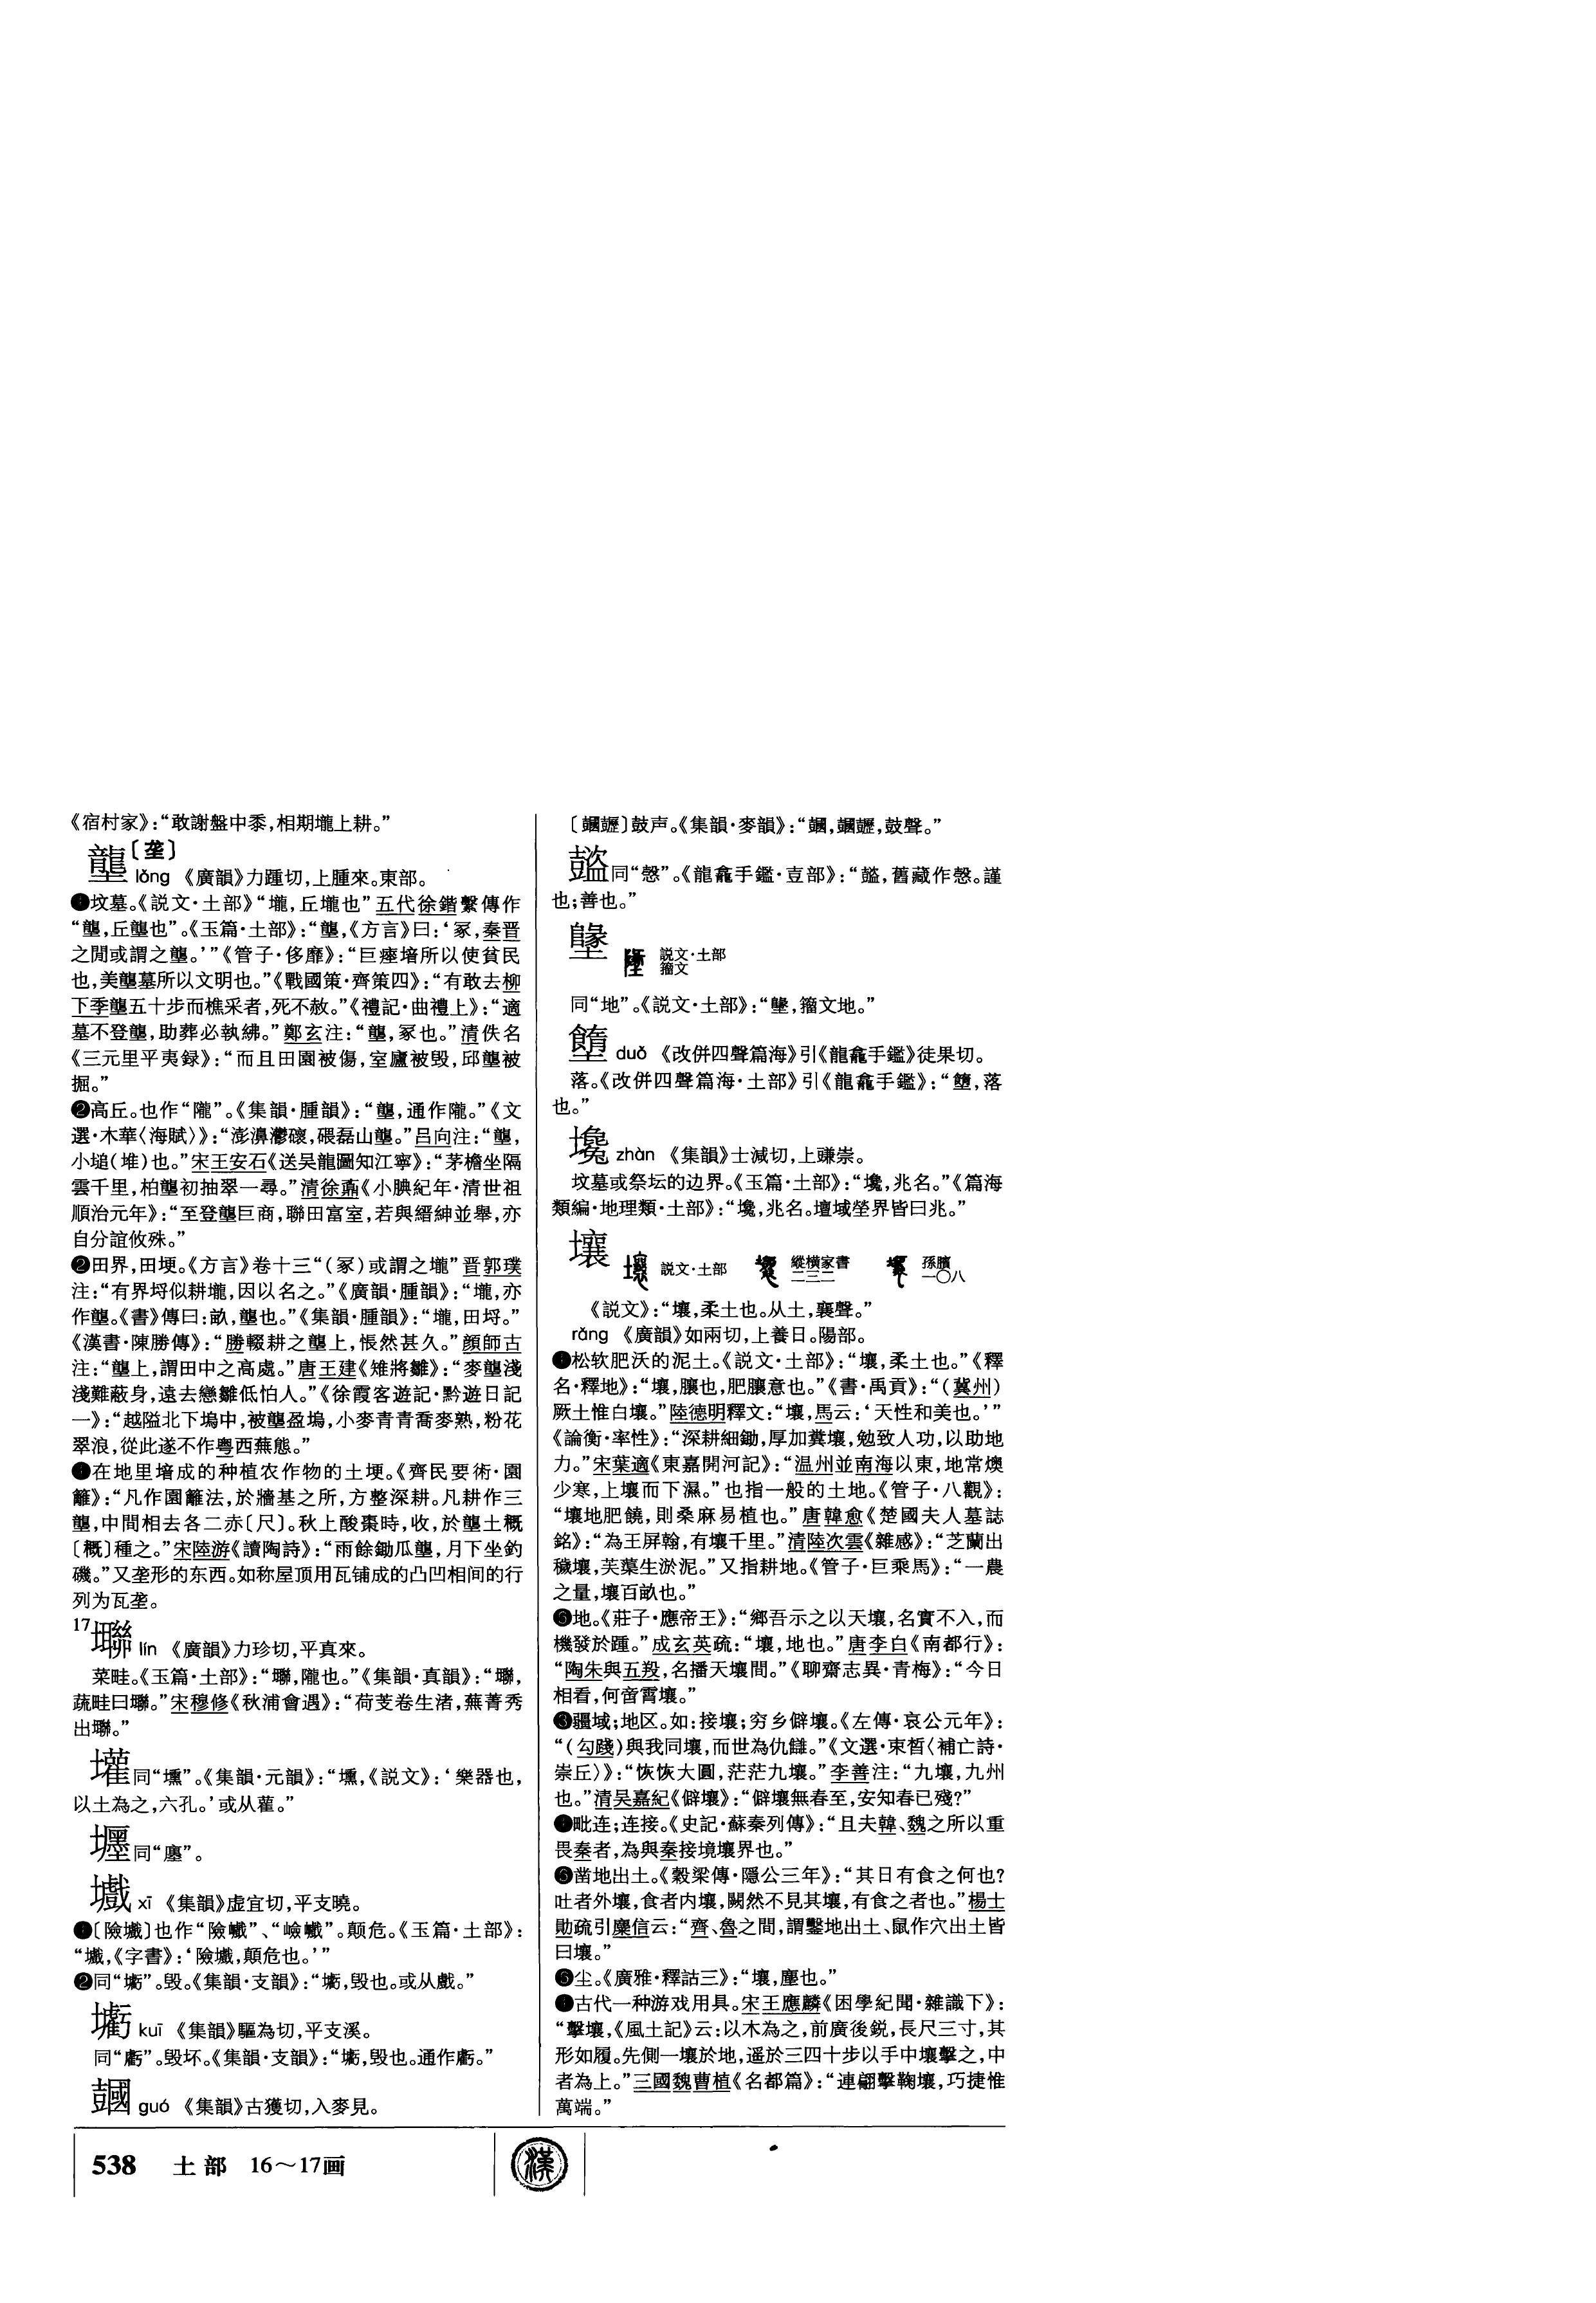 《宿村家》：“敢謝盤中黍，相期壠上耕。”
壟〔垄〕
lǒng 《廣韻》力踵切，上腫來。東部。
❶坟墓。《説文·土部》“壠，丘壠也”五代徐鍇繫傳作
“壟，丘壟也”。《玉篇·土部》：“壟，《方言》曰：‘冢，秦晋
之閒或謂之壟。’”《管子·侈靡》：“巨瘞堷所以使貧民
也，美壟墓所以文明也。”《戰國策·齊策四》：“有敢去柳
下季壟五十步而樵采者，死不赦。”《禮記·曲禮上》：“適
墓不登壟，助葬必執紼。”鄭玄注：“壟，冢也。”清佚名
《三元里平夷録》：“而且田園被傷，室廬被毁，邱壟被
掘。”
❷高丘。也作“隴”。《集韻·腫韻》：“壟，通作隴。”《文
選·木華〈海賦〉》：“澎濞灪磙，碨磊山壟。”吕向注：“壟，
小塠（堆）也。”宋王安石《送吴龍圖知江寧》：“茅檐坐隔
雲千里，柏壟初抽翠一尋。”清徐鼒《小腆紀年·清世祖
順治元年》：“至登壟巨商，聯田富室，若與縉紳並舉，亦
自分誼攸殊。”
❷田界，田埂。《方言》卷十三“（冢）或謂之壠”晋郭璞
注：“有界埒似耕壠，因以名之。”《廣韻·腫韻》：“壠，亦
作壟。《書》傳曰：畝，壟也。”《集韻·腫韻》：“壠，田埒。”
《漢書·陳勝傳》：“勝輟耕之壟上，悵然甚久。”顔師古
注：“壟上，謂田中之高處。”唐王建《雉將雛》：“麥壟淺
淺難蔽身，遠去戀雛低怕人。”《徐霞客遊記·黔遊日記
一》：“越隘北下塢中，被壟盈塢，小麥青青喬麥熟，粉花
翠浪，從此遂不作粤西蕪態。”
❶在地里培成的种植农作物的土埂。《齊民要術·園
籬》：“凡作園籬法，於牆基之所，方整深耕。凡耕作三
壟，中間相去各二赤〔尺〕。秋上酸棗時，收，於壟土概
〔概〕種之。”宋陸游《讀陶詩》：“雨餘鋤瓜壟，月下坐釣
磯。”又垄形的东西。如称屋顶用瓦铺成的凸凹相间的行
列为瓦垄。
17
lín 《廣韻》力珍切，平真來。
菜畦。《玉篇·土部》：“，隴也。”《集韻·真韻》：“，
蔬畦曰。”宋穆修《秋浦會遇》：“荷芰卷生渚，蕪菁秀
出。”
同“壎”。《集韻·元韻》：“壎，《説文》：‘樂器也，
以土為之，六孔。’或从雚。”
同“廛”。
xī 《集韻》虚宜切，平支曉。
❶〔險〕也作“險巇”、“嶮巇”。颠危。《玉篇·土部》：
“，《字書》：‘險，顛危也。’”
❷同“”。毁。《集韻·支韻》：“，毁也。或从戲。”
kuī 《集韻》驅為切，平支溪。
同“虧”。毁坏。《集韻·支韻》：“，毁也。通作虧。”
guó 《集韻》古獲切，入麥見。
〔〕鼓声。《集韻·麥韻》：“，，鼓聲。”
同“慤”。《龍龕手鑑·壴部》：“，舊藏作慤。謹
也；善也。”
説文·土部
籀文
同“地”。《説文·土部》：“，籀文地。”
duǒ 《改併四聲篇海》引《龍龕手鑑》徒果切。
落。《改併四聲篇海·土部》引《龍龕手鑑》：“，落
也。”
zhàn 《集韻》士減切，上豏崇。
坟墓或祭坛的边界。《玉篇·土部》：“，兆名。”《篇海
類編·地理類·土部》：“，兆名。壇域塋界皆曰兆。”
壤 説文·土部 縱横家書二三二 孫臏一〇八
《説文》：“壤，柔土也。从土，襄聲。”
rǎng 《廣韻》如兩切，上養日。陽部。
❶松软肥沃的泥土。《説文·土部》：“壤，柔土也。”《釋
名·釋地》：“壤，㶞也，肥㶞意也。”《書·禹貢》：“（冀州）
厥土惟白壤。”陸德明釋文：“壤，馬云：‘天性和美也。’”
《論衡·率性》：“深耕細鋤，厚加糞壤，勉致人功，以助地
力。”宋葉適《東嘉開河記》：“温州並南海以東，地常燠
少寒，上壤而下濕。”也指一般的土地。《管子·八觀》：
“壤地肥饒，則桑麻易植也。”唐韓愈《楚國夫人墓誌
銘》：“為王屏翰，有壤千里。”清陸次雲《雜感》：“芝蘭出
穢壤，芙蕖生淤泥。”又指耕地。《管子·巨乘馬》：“一農
之量，壤百畝也。”
❺地。《莊子·應帝王》：“鄉吾示之以天壤，名實不入，而
機發於踵。”成玄英疏：“壤，地也。”唐李白《南都行》：
“陶朱與五羖，名播天壤間。”《聊齋志異·青梅》：“今日
相看，何啻霄壤。”
❸疆域；地区。如：接壤；穷乡僻壤。《左傳·哀公元年》：
“（勾踐）與我同壤，而世為仇讎。”《文選·束晳〈補亡詩·
崇丘〉》：“恢恢大圓，茫茫九壤。”李善注：“九壤，九州
也。”清吴嘉紀《僻壤》：“僻壤無春至，安知春已殘？”
❹毗连；连接。《史記·蘇秦列傳》：“且夫韓、魏之所以重
畏秦者，為與秦接境壤界也。”
❺凿地出土。《穀梁傳·隱公三年》：“其日有食之何也？
吐者外壤，食者内壤，闕然不見其壤，有食之者也。”楊士
勛疏引麋信云：“齊、魯之間，謂鑿地出土、鼠作穴出土皆
曰壤。”
❺尘。《廣雅·釋詁三》：“壤，塵也。”
❶古代一种游戏用具。宋王應麟《困學紀聞·雜識下》：
“擊壤，《風土記》云：以木為之，前廣後鋭，長尺三寸，其
形如履。先側一壤於地，遥於三四十步以手中壤擊之，中
者為上。”三國魏曹植《名都篇》：“連翩擊鞠壤，巧捷惟
萬端。”
538 土部 16～17画
漢